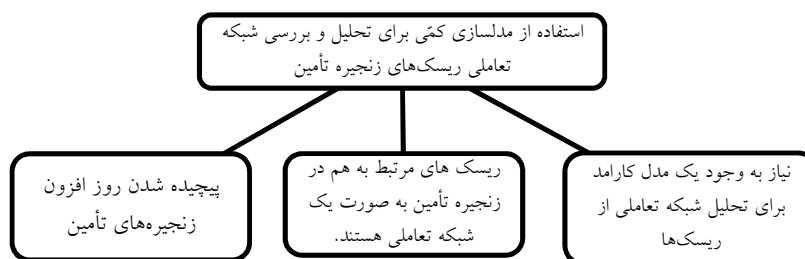 استفاده از مدلسازی کمّی برای تحلیل و بررسی شبکه
تعاملی ریسک‌های زنجیره تأمین
نیاز به وجود یک مدل کارامد
برای تحلیل شبکه تعاملی از
ریسک‌ها
ریسک های مرتبط به هم در
زنجیره تأمین به صورت یک
شبکه تعاملی هستند.
پیچیده شدن روز افزون
زنجیره‌های تأمین